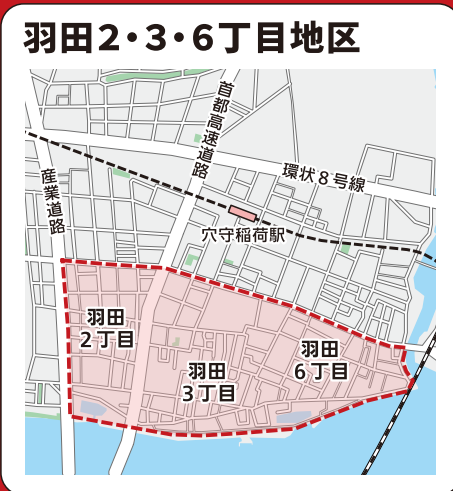 羽田2・3・6丁目地区
首都高速道路
環状8号線
産業道路
穴守稲荷駅
羽田
2丁目
羽田
6丁目
羽田
3丁目